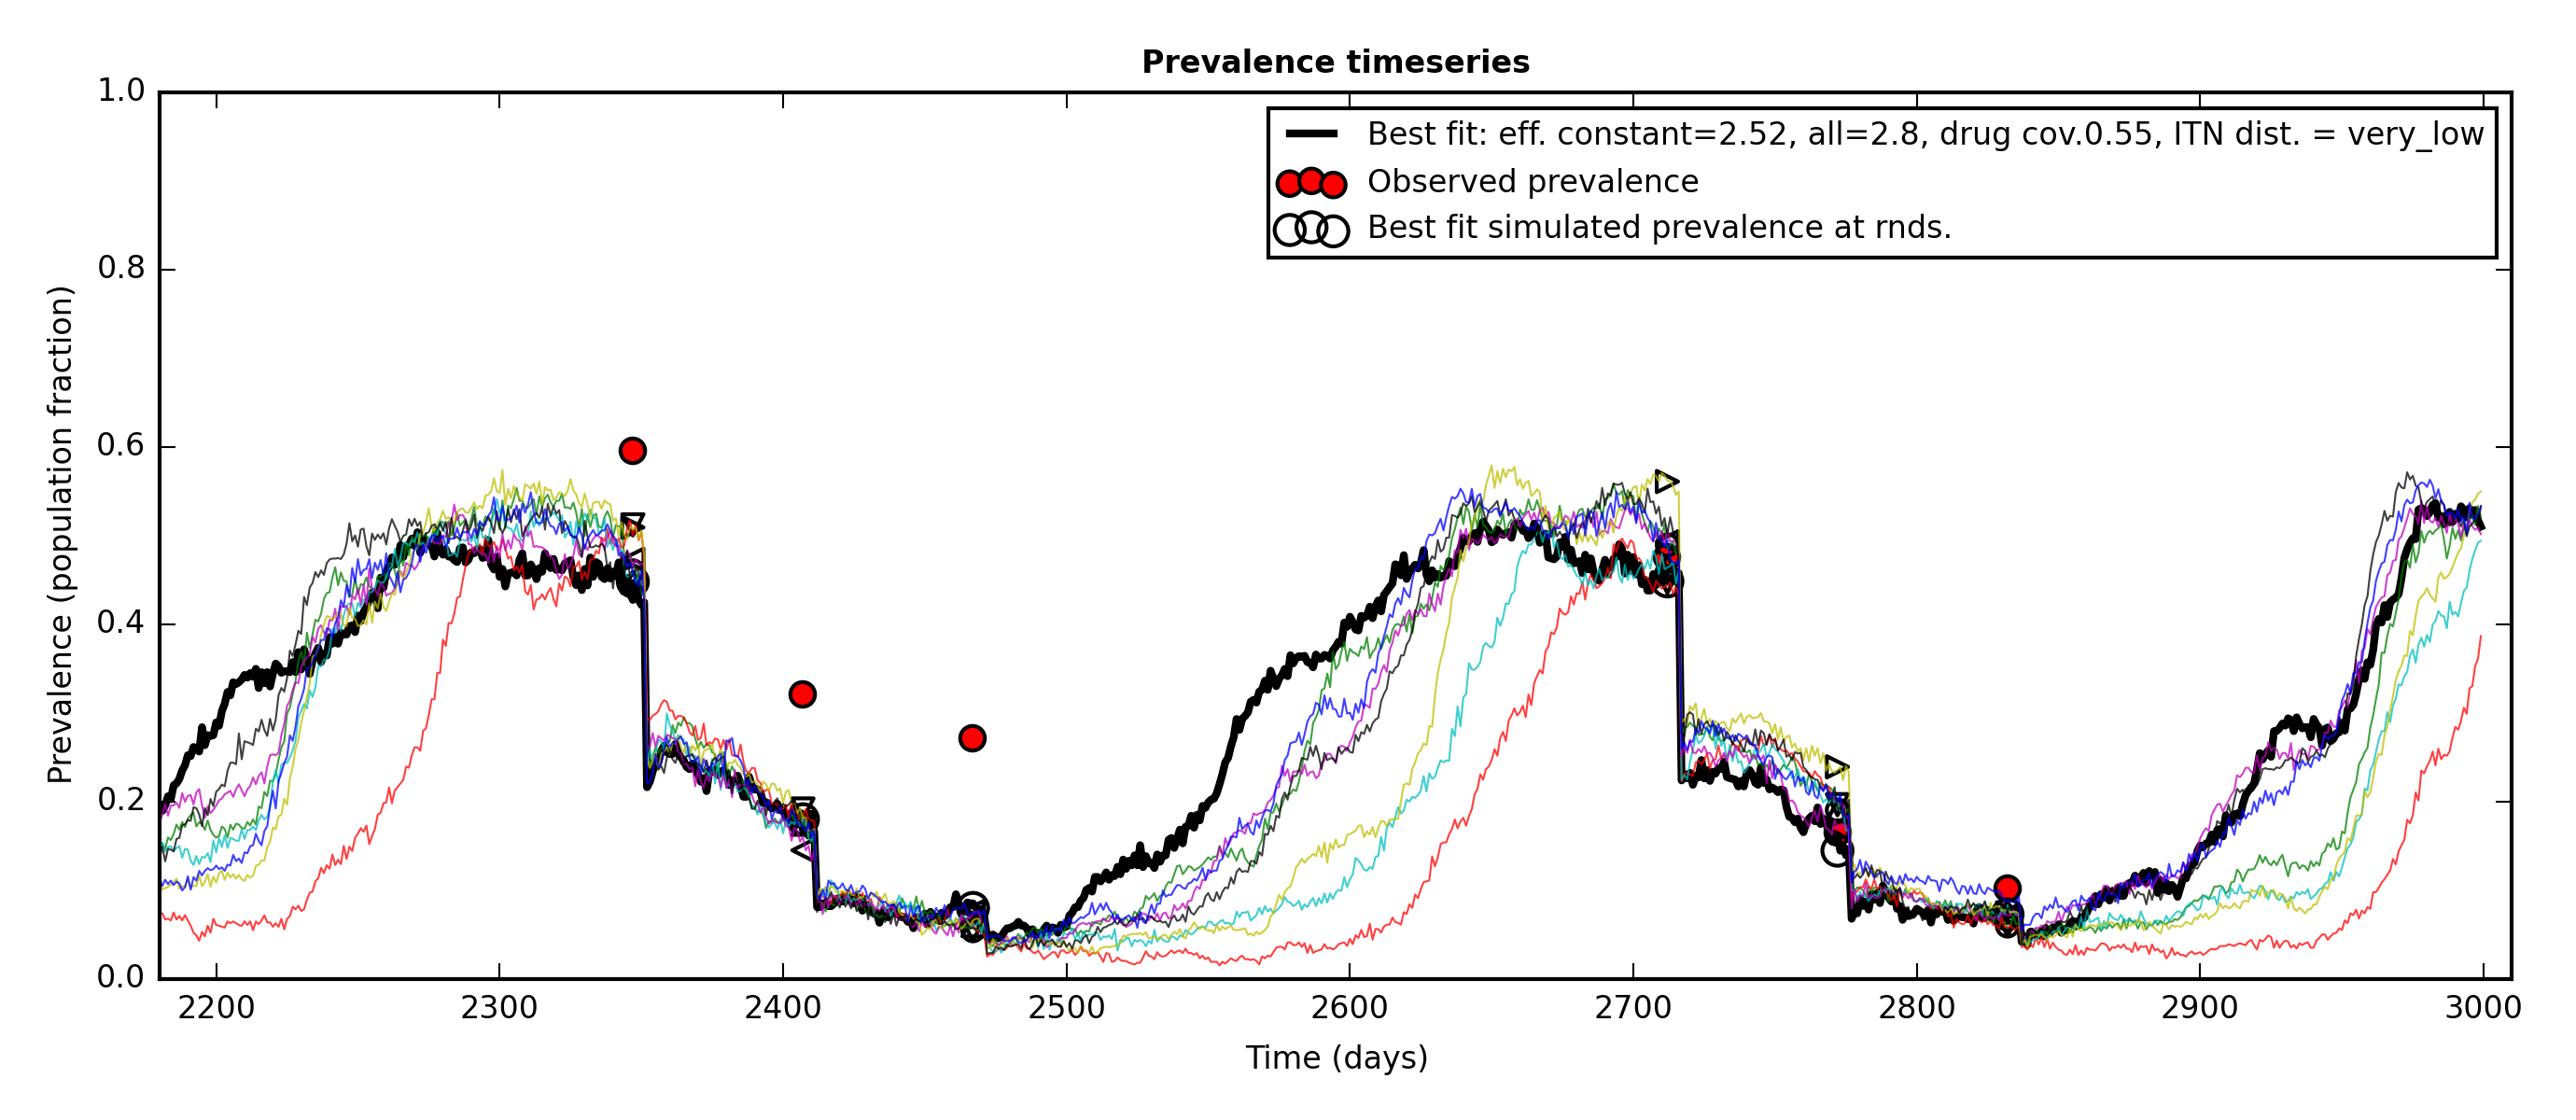 Prevalence timeseries
Best fit: eff. constant=2.52, all=2.8, drug cov.0.55, ITN dist. = very_low
Observed prevalence
Best fit simulated prevalence at rnds.
Prevalence (population fraction)
1.0
0.8
0.6
0.4
0.2
0.0
2200 2300 2400 2500 2600 2700 2800 2900 3000
Time (days)